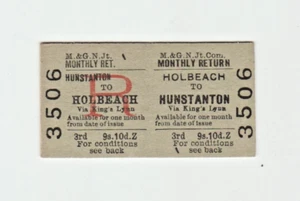 3506
M.&G.N.Jt.
MONTHLY RET.
HUNSTANTON
TO
HOLBEACH
Via King's Lynn
Available for one month
from date of issue
3rd 9s.10d.Z
For conditions
see back
R
M.&G.N.Jt.Com.
MONTHLY RETURN
HOLBEACH
TO
HUNSTANTON
Via King's Lynn
Available for one month
from date of issue
3rd 9s.10d.Z
For conditions
see back
3506